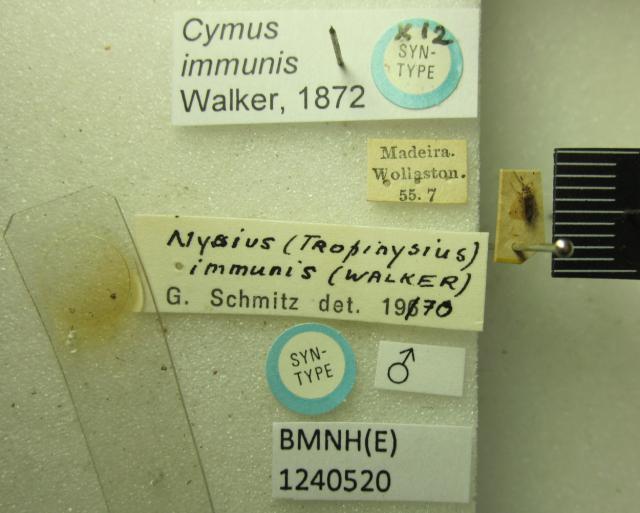 Cymus
immunis
Walker, 1872
x12
SYN-
TYPE
Madeira.
Wollaston.
55. 7
Nysius (Tropinysius)
immunis (WALKER)
G. Schmitz det. 1970
SYN-
TYPE
♂
BMNH(E)
1240520